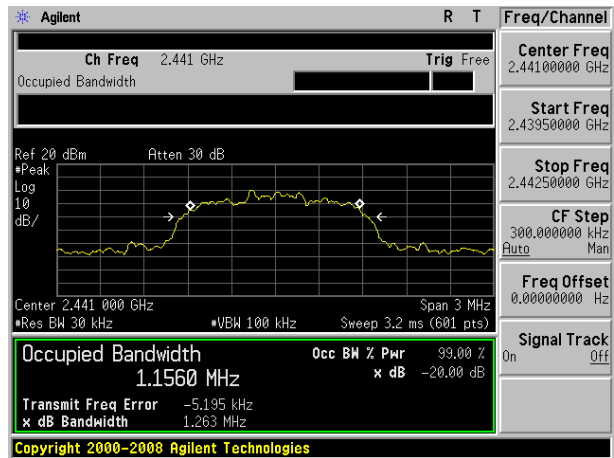 Agilent R T Freq/Channel
Ch Freq 2.441 GHz Trig Free
Occupied Bandwidth
Center Freq
2.44100000 GHz
Start Freq
2.43950000 GHz
Stop Freq
2.44250000 GHz
CF Step
300.000000 kHz
Auto Man
Freq Offset
0.00000000 Hz
Signal Track
On Off
Ref 20 dBm Atten 30 dB
#Peak
Log
10
dB/
Center 2.441 000 GHz Span 3 MHz
#Res BW 30 kHz #VBW 100 kHz Sweep 3.2 ms (601 pts)
Occupied Bandwidth Occ BW % Pwr 99.00 %
1.1560 MHz x dB -20.00 dB
Transmit Freq Error -5.195 kHz
x dB Bandwidth 1.263 MHz
Copyright 2000-2008 Agilent Technologies